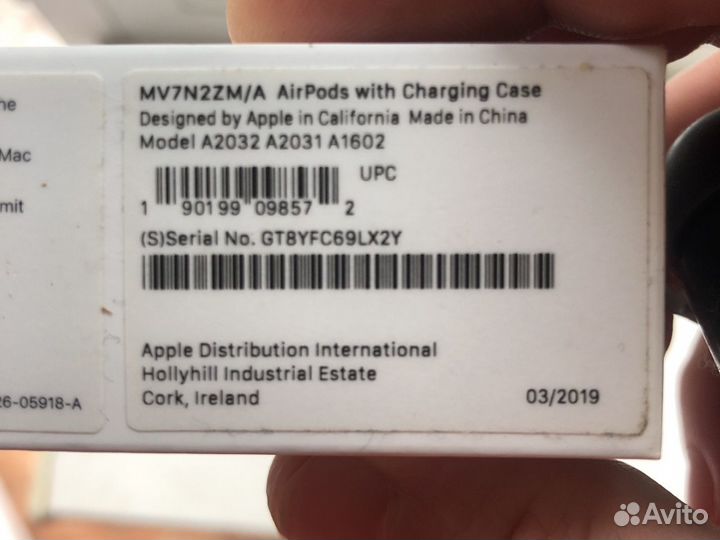 MV7N2ZM/A AirPods with Charging Case
Designed by Apple in California Made in China
Model A2032 A2031 A1602
UPC
1 90199 09857 2
(S)Serial No. GT8YFC69LX2Y
Apple Distribution International
Hollyhill Industrial Estate
Cork, Ireland
03/2019
ne
Mac
mit
26-05918-A
Avito